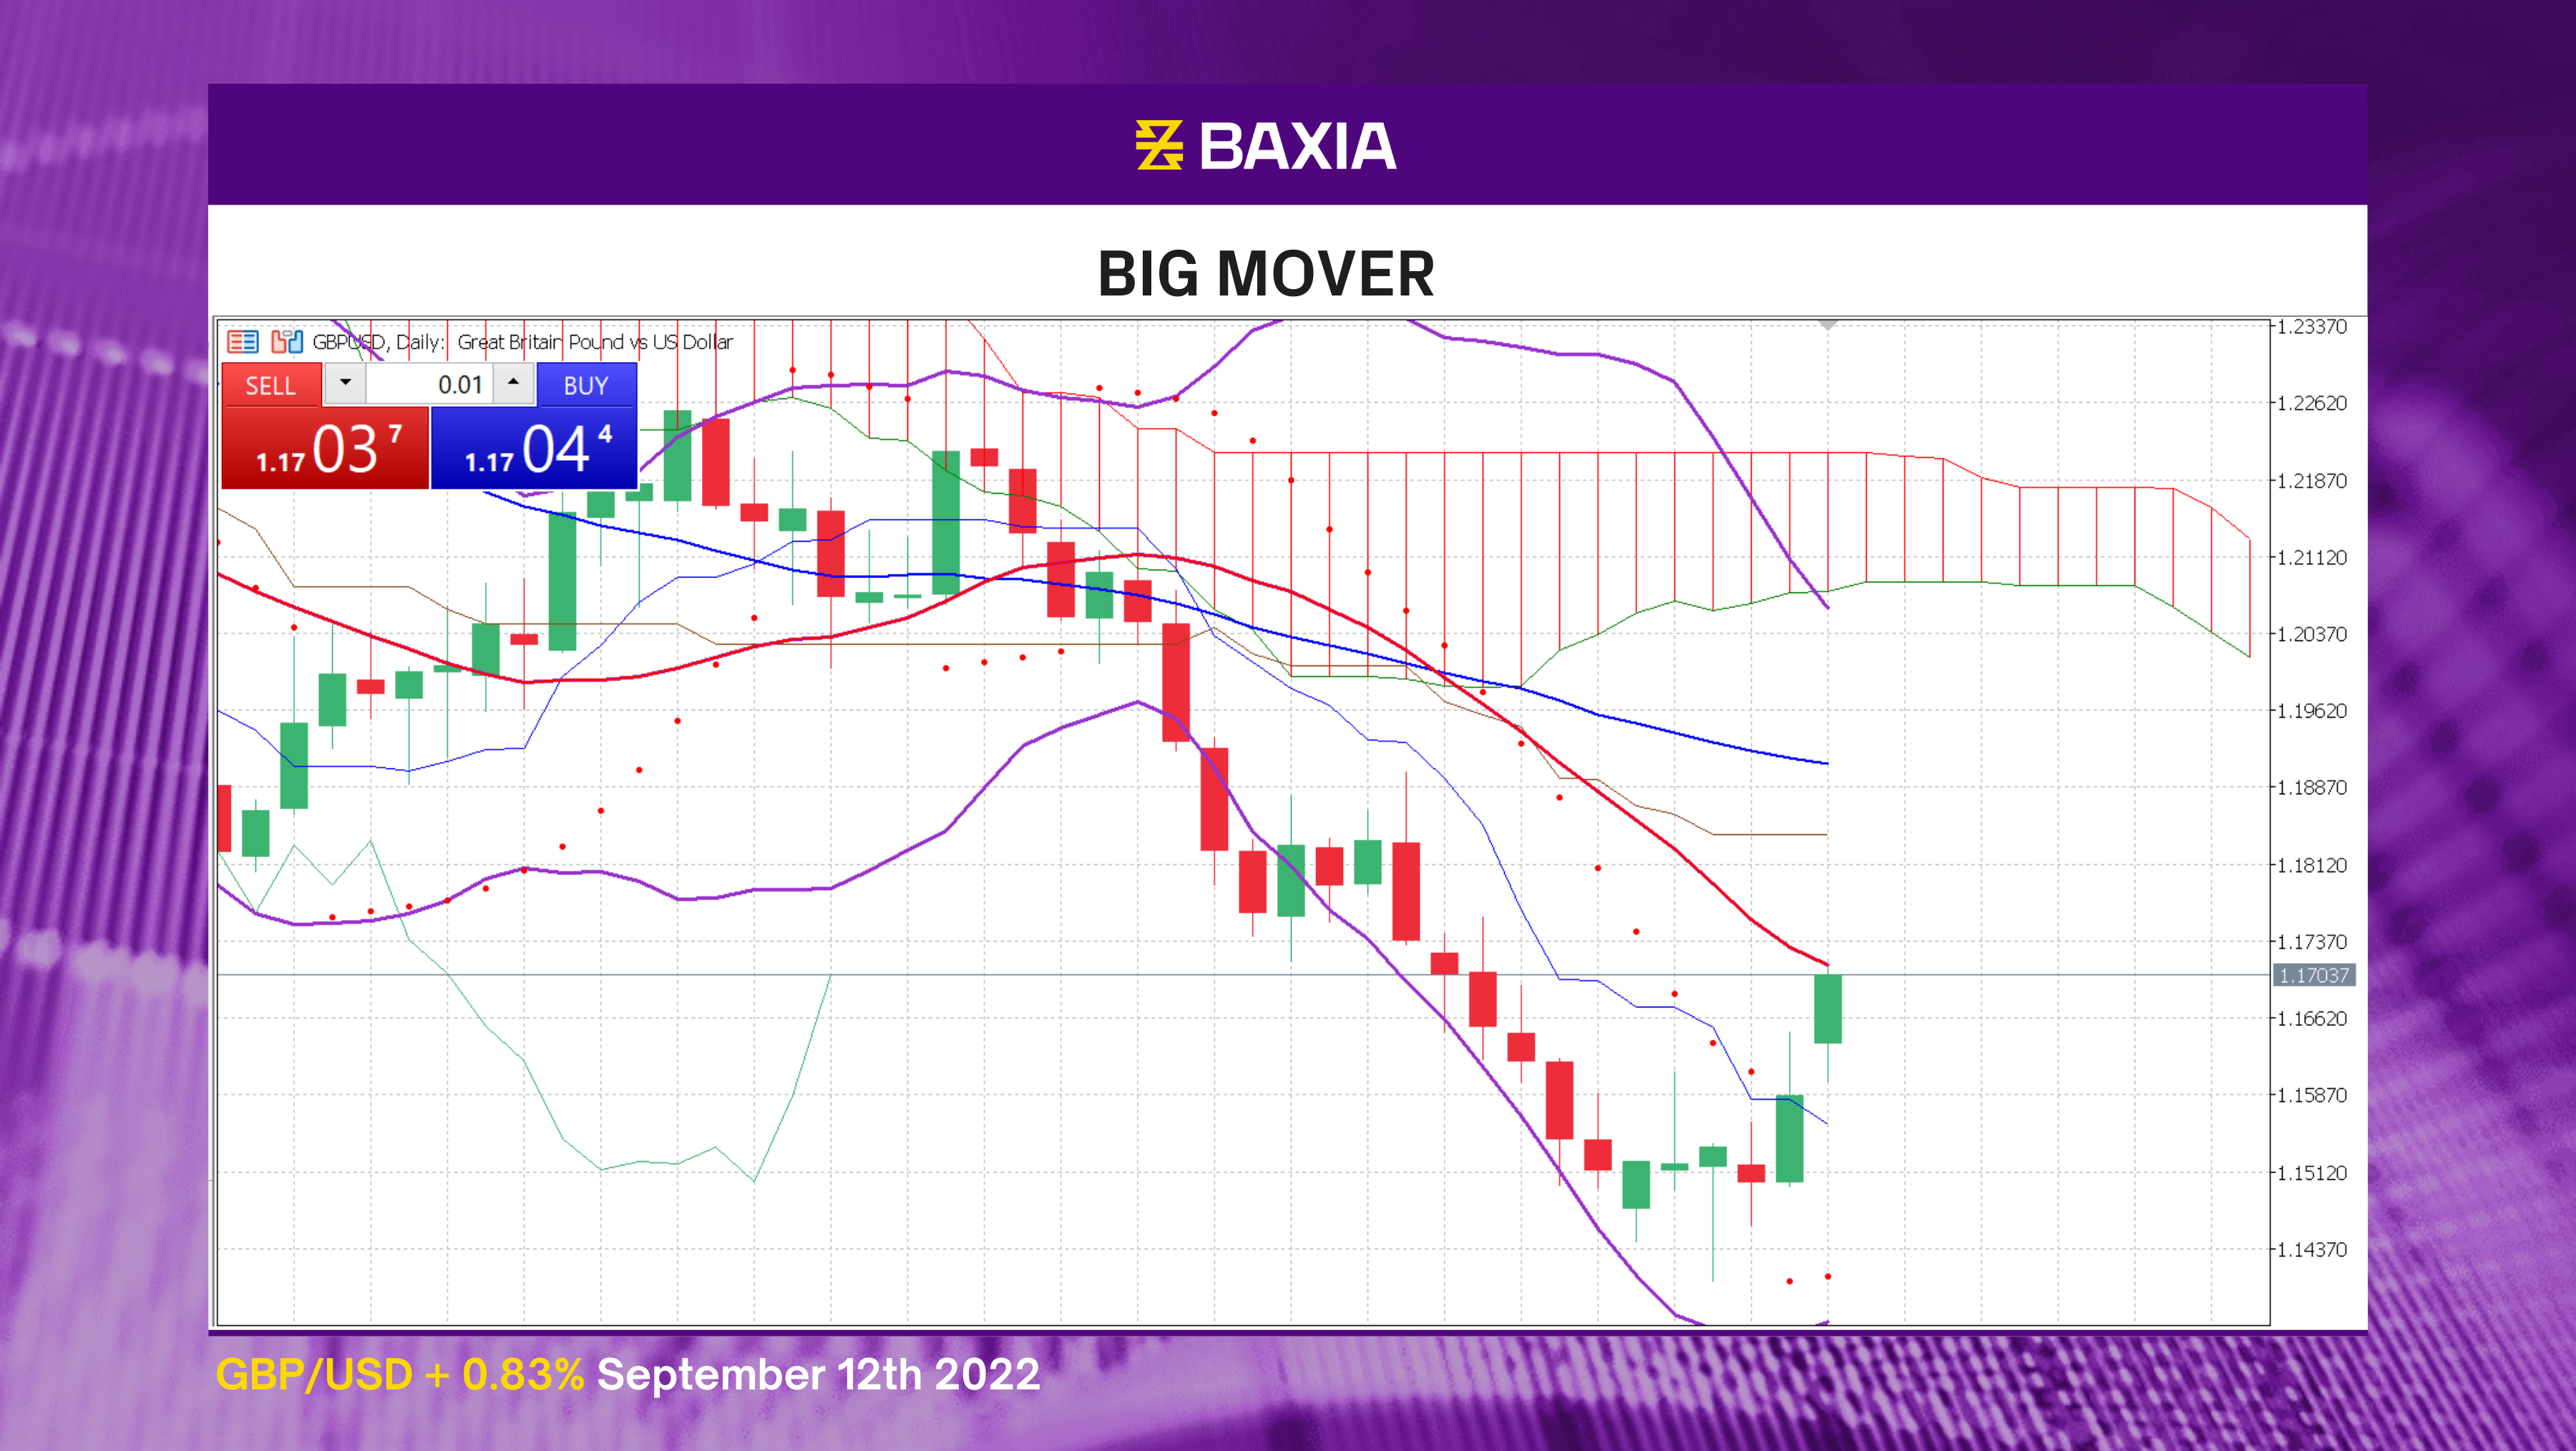 BAXIA
BIG MOVER
GBPUSD, Daily: Great Britain Pound vs US Dollar
SELL 0.01 BUY
1.17 03 7 1.17 04 4
1.23370
1.22620
1.21870
1.21120
1.20370
1.19620
1.18870
1.18120
1.17370
1.17037
1.16620
1.15870
1.15120
1.14370
GBP/USD + 0.83% September 12th 2022